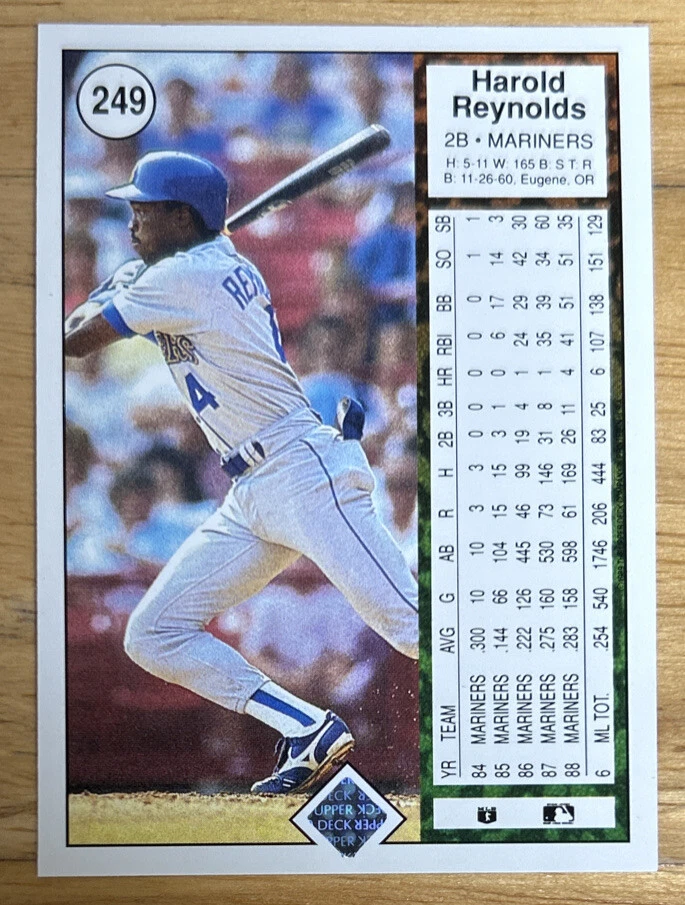 249
Harold
Reynolds
2B • MARINERS
H: 5-11 W: 165 B: S T: R
B: 11-26-60, Eugene, OR
YR TEAM AVG G AB R H 2B 3B HR RBI BB SO SB
84 MARINERS .300 10 10 3 3 0 0 0 0 0 1 1
85 MARINERS .144 66 104 15 15 3 1 0 6 17 14 3
86 MARINERS .222 126 445 46 99 19 4 1 24 29 42 30
87 MARINERS .275 160 530 73 146 31 8 1 35 39 34 60
88 MARINERS .283 158 598 61 169 26 11 4 41 51 51 35
6 ML TOT. .254 540 1746 206 444 83 25 6 107 138 151 129
REY
4
UPPER
DECK